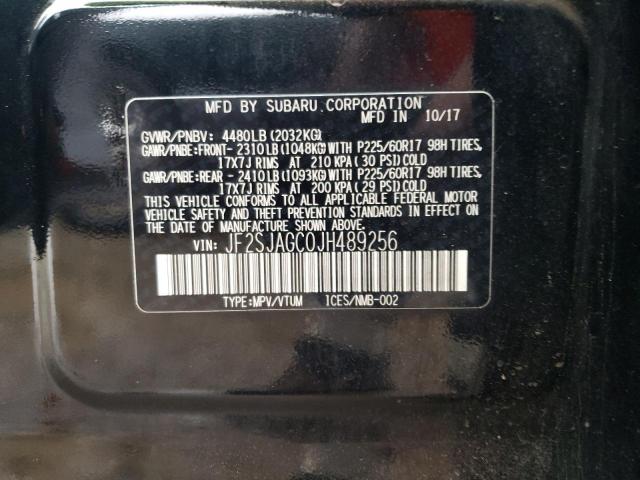 MFD BY SUBARU CORPORATION
MFD IN 10/17
GVWR/PNBV: 4480LB(2032KG)
GAWR/PNBE:FRONT- 2310LB(1048KG)WITH P225/60R17 98H TIRES,
17X7J RIMS AT 210 KPA(30 PSI)COLD
GAWR/PNBE:REAR - 2410LB(1093KG)WITH P225/60R17 98H TIRES,
17X7J RIMS AT 200 KPA(29 PSI)COLD
THIS VEHICLE CONFORMS TO ALL APPLICABLE FEDERAL MOTOR
VEHICLE SAFETY AND THEFT PREVENTION STANDARDS IN EFFECT
ON THE DATE OF MANUFACTURE SHOWN ABOVE.
VIN: JF2SJAGC0JH489256
TYPE:MPV/VTUM ICES/NMB-002